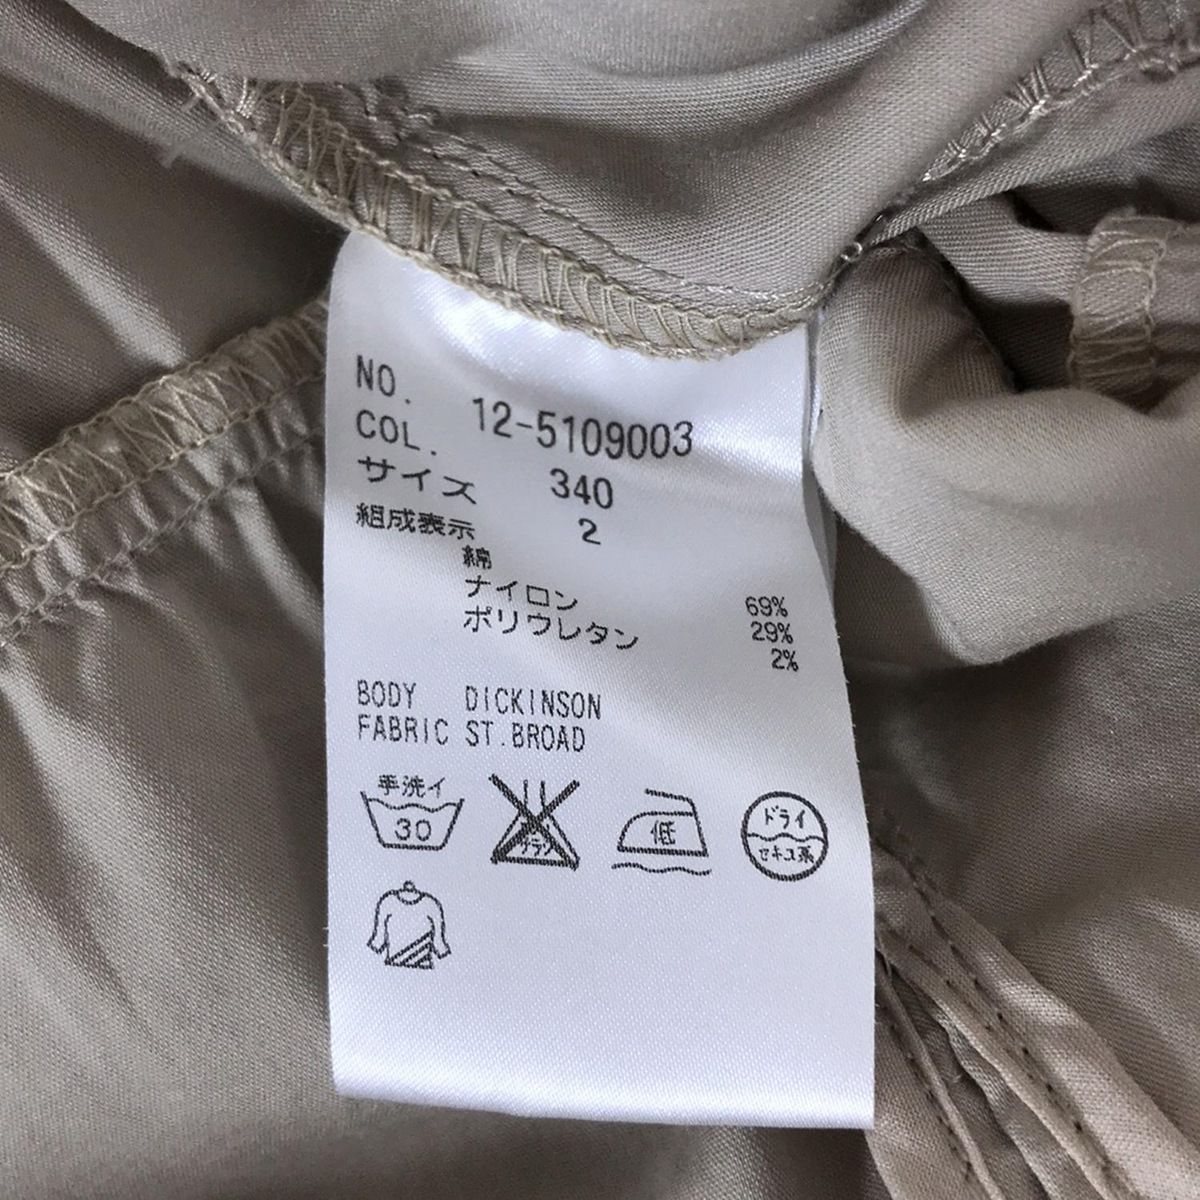 NO. 12-5109003
COL. 340
サイズ 2
組成表示
綿 69%
ナイロン 29%
ポリウレタン 2%
BODY DICKINSON
FABRIC ST.BROAD
手洗イ
30
低
ドライ
セキユ系